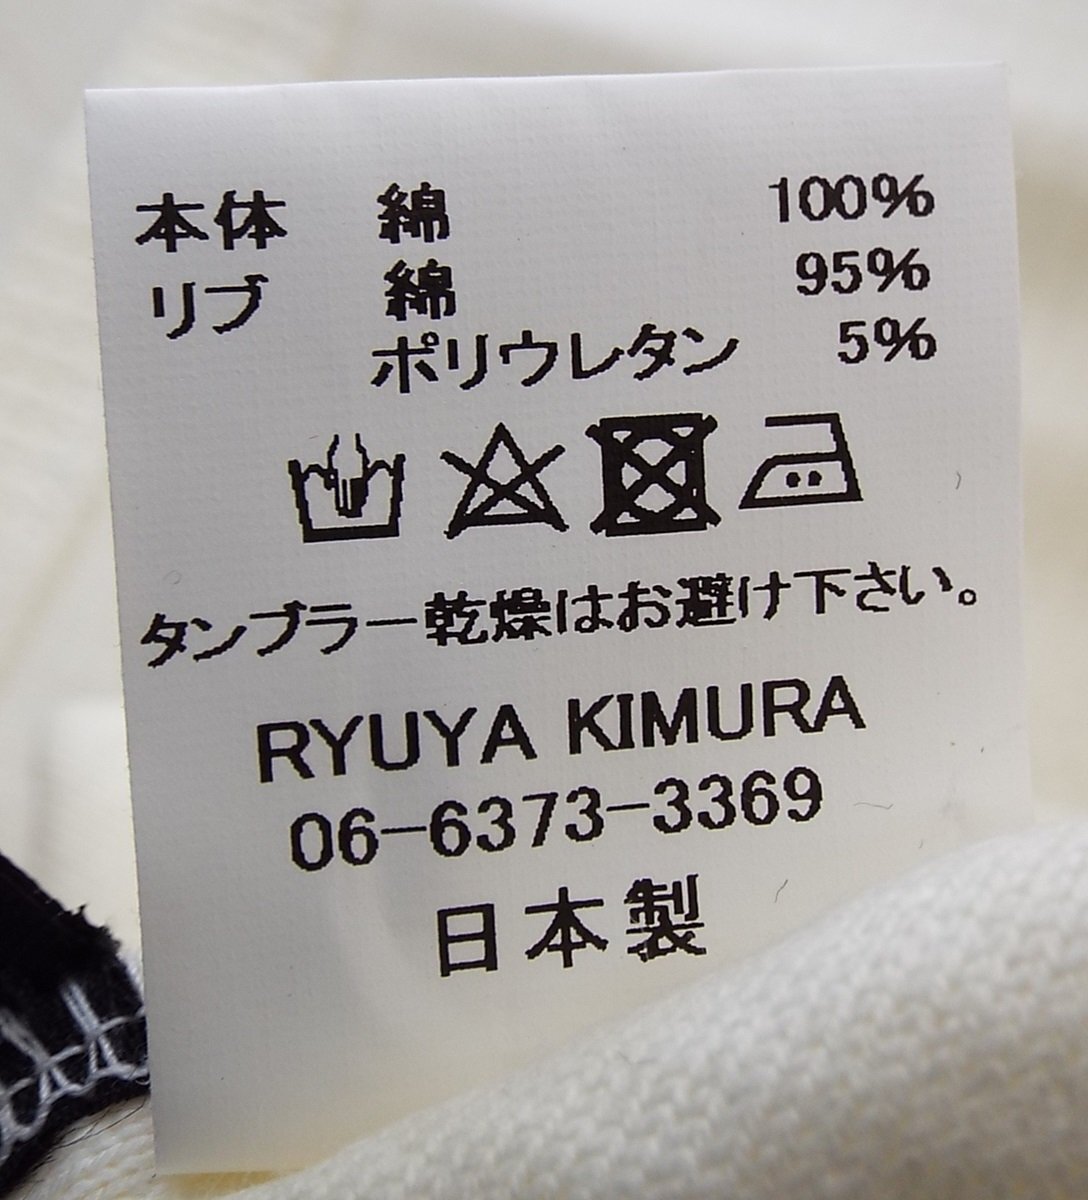 本体 綿 100%
リブ 綿 95%
ポリウレタン 5%
タンブラー乾燥はお避け下さい。
RYUYA KIMURA
06-6373-3369
日本製